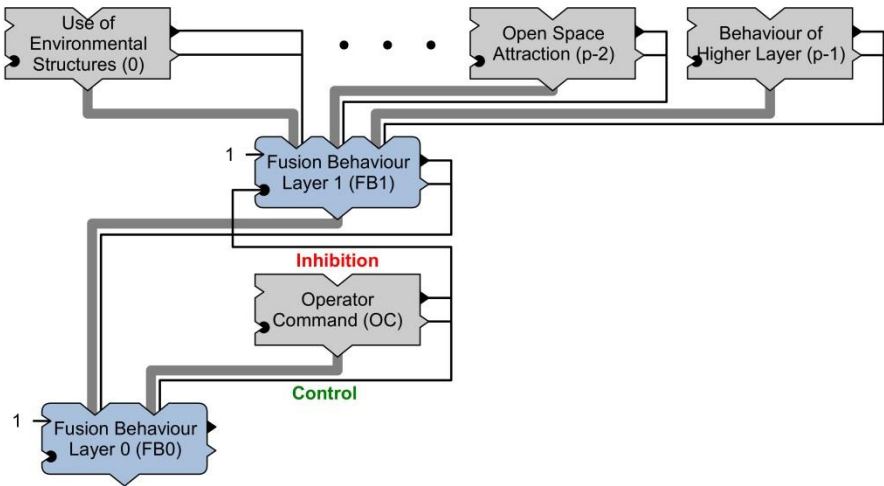 Use of
Environmental
Structures (0)
Open Space
Attraction (p-2)
Behaviour of
Higher Layer (p-1)
1
Fusion Behaviour
Layer 1 (FB1)
Inhibition
Operator
Command (OC)
Control
1
Fusion Behaviour
Layer 0 (FB0)